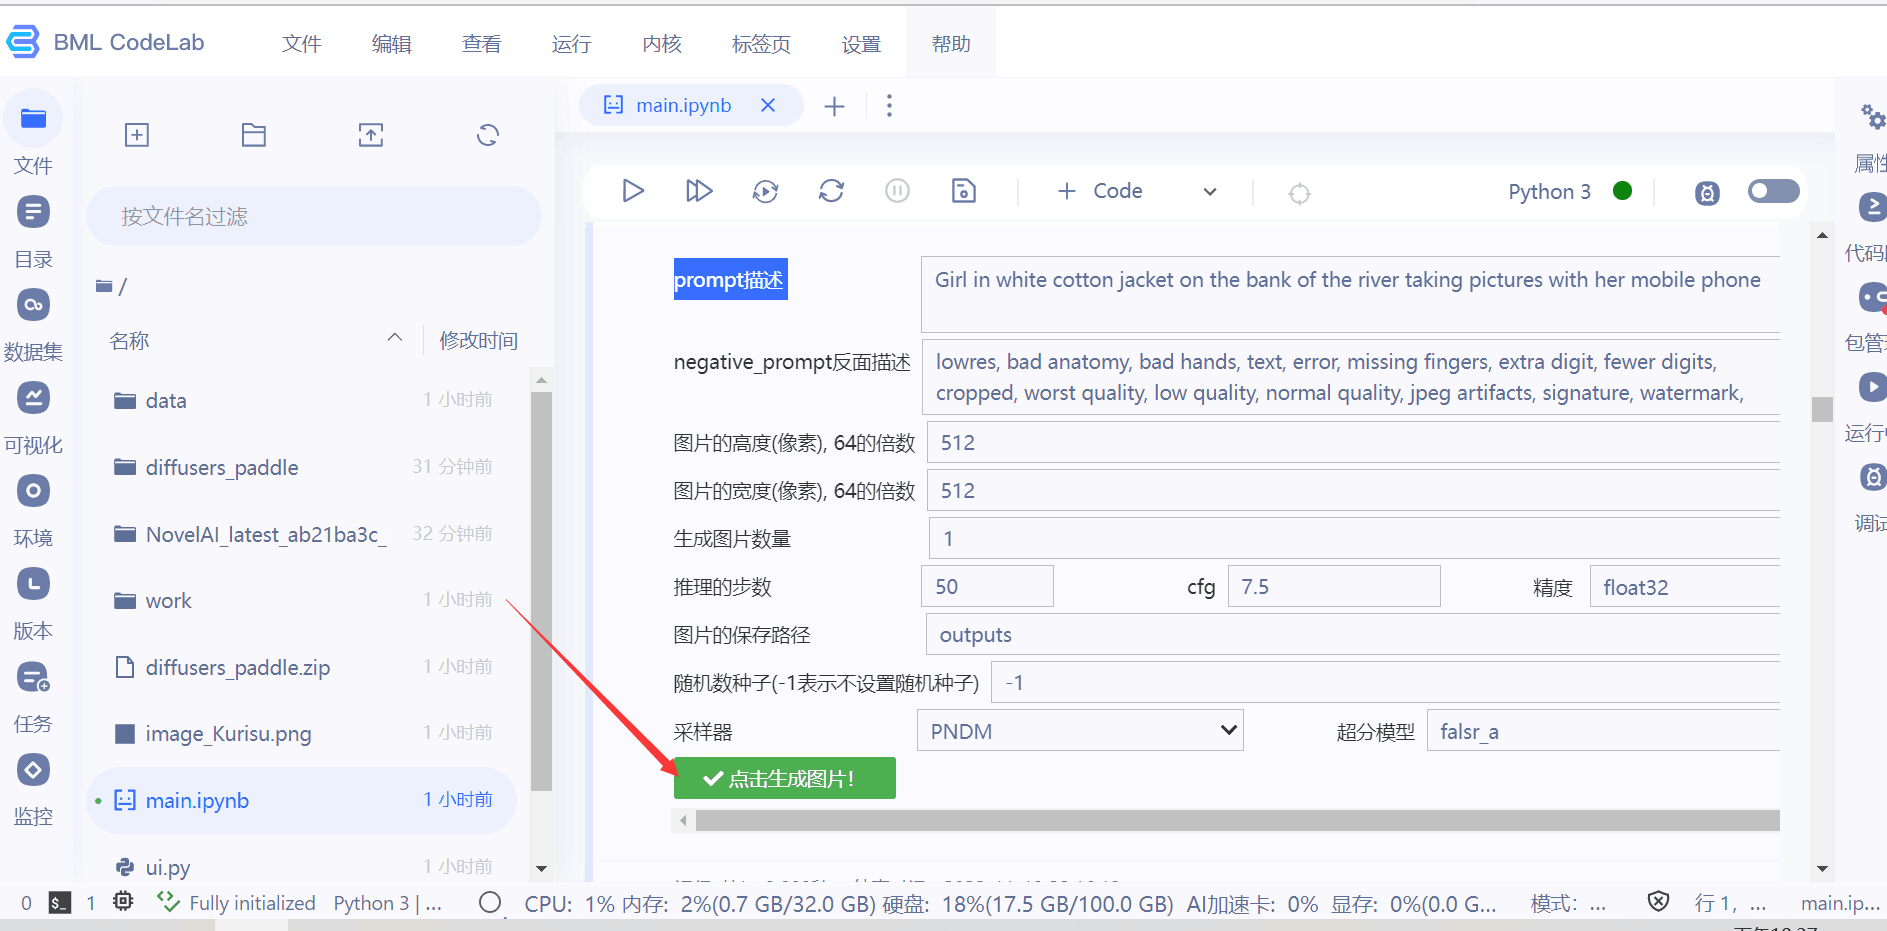 BML CodeLab
文件 编辑 查看 运行 内核 标签页 设置 帮助
main.ipynb
文件
目录
数据集
可视化
环境
版本
任务
监控
按文件名过滤
/
名称 修改时间
data 1 小时前
diffusers_paddle 31 分钟前
NovelAI_latest_ab21ba3c_ 32 分钟前
work 1 小时前
diffusers_paddle.zip 1 小时前
image_Kurisu.png 1 小时前
main.ipynb 1 小时前
ui.py 1 小时前
Code Python 3
prompt描述 Girl in white cotton jacket on the bank of the river taking pictures with her mobile phone
negative_prompt反面描述 lowres, bad anatomy, bad hands, text, error, missing fingers, extra digit, fewer digits,
cropped, worst quality, low quality, normal quality, jpeg artifacts, signature, watermark,
图片的高度(像素), 64的倍数 512
图片的宽度(像素), 64的倍数 512
生成图片数量 1
推理的步数 50 cfg 7.5 精度 float32
图片的保存路径 outputs
随机数种子(-1表示不设置随机种子) -1
采样器 PNDM 超分模型 falsr_a
点击生成图片!
属性
代码
包管
运行
调试
0 1 Fully initialized Python 3 | ... CPU: 1% 内存: 2%(0.7 GB/32.0 GB) 硬盘: 18%(17.5 GB/100.0 GB) AI加速卡: 0% 显存: 0%(0.0 G... 模式: ... 行 1, ... main.ip...